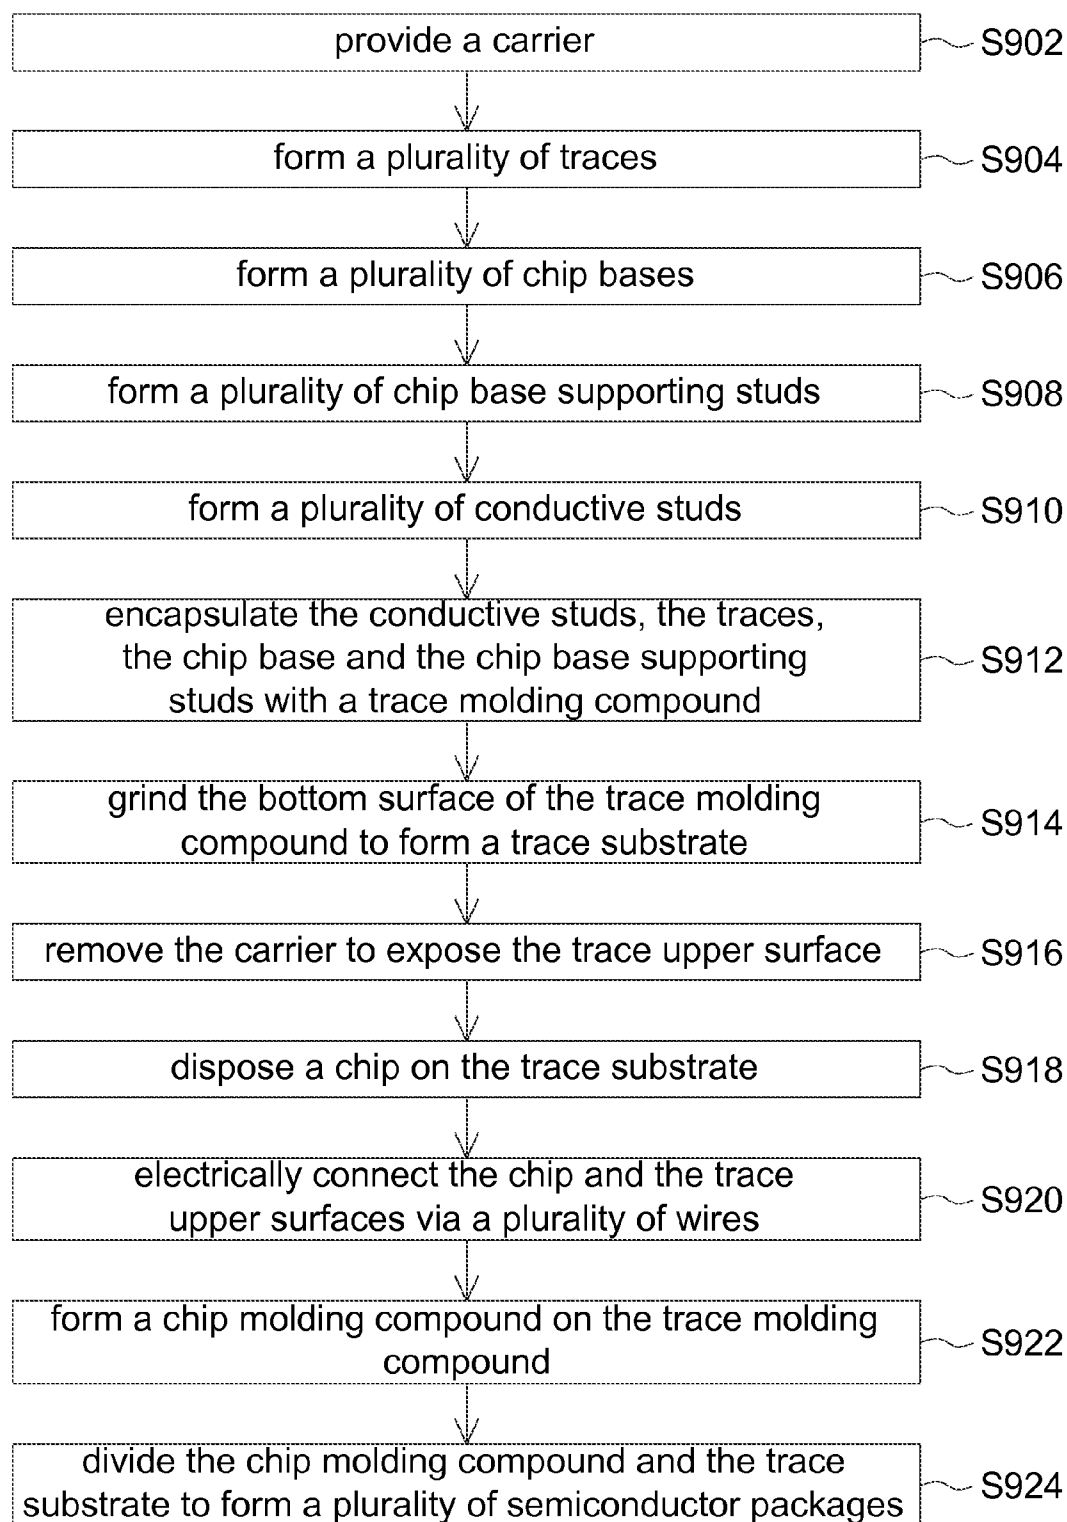 provide a carrier
S902
form a plurality of traces
S904
form a plurality of chip bases
S906
form a plurality of chip base supporting studs
S908
form a plurality of conductive studs
S910
encapsulate the conductive studs, the traces,
the chip base and the chip base supporting
studs with a trace molding compound
S912
grind the bottom surface of the trace molding
compound to form a trace substrate
S914
remove the carrier to expose the trace upper surface
S916
dispose a chip on the trace substrate
S918
electrically connect the chip and the trace
upper surfaces via a plurality of wires
S920
form a chip molding compound on the trace molding
compound
S922
divide the chip molding compound and the trace
substrate to form a plurality of semiconductor packages
S924